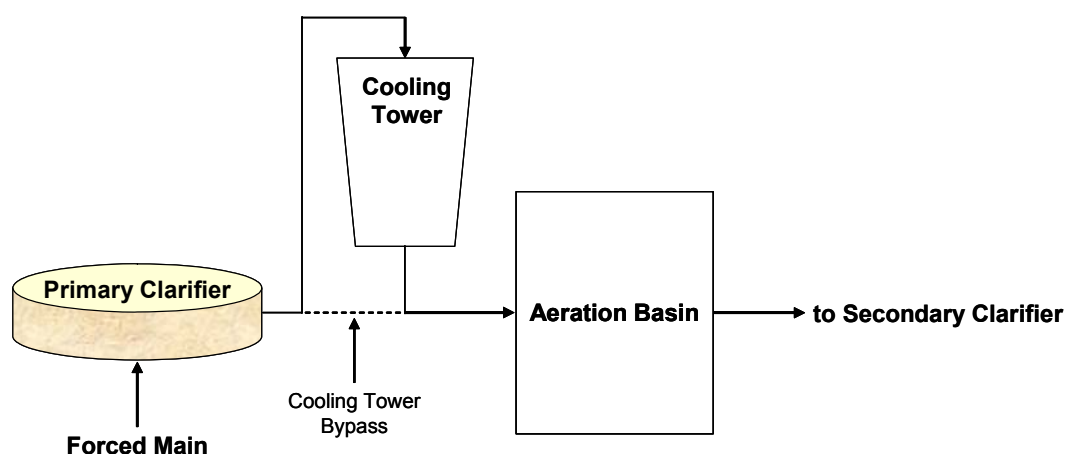 Cooling
Tower
Primary Clarifier
Aeration Basin
to Secondary Clarifier
Cooling Tower
Bypass
Forced Main